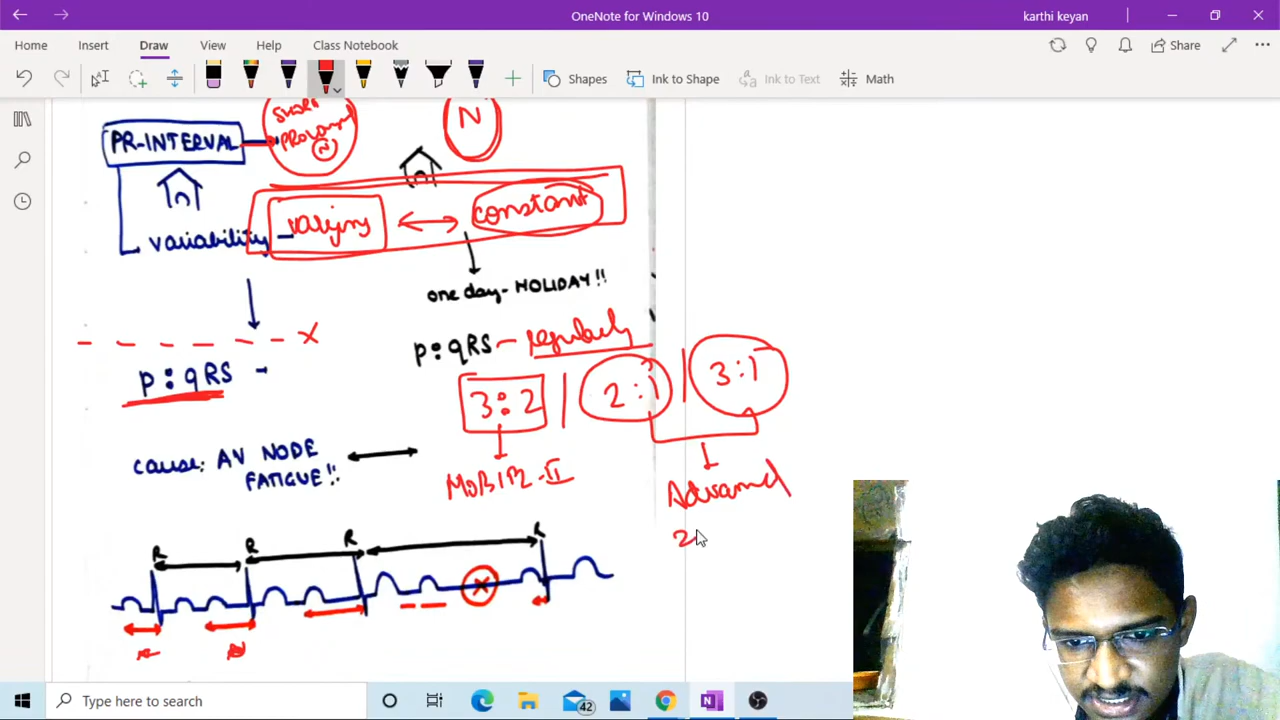 OneNote for Windows 10
karthi keyan
Home
Insert
Draw
View
Help
Class Notebook
Share
Shapes
Ink to Shape
Ink to Text
Math
PR-INTERVAL
N
N
varying
constant
variability
one day - HOLIDAY!!
p:qRS - regularly
X
p:qRS -
3:2 | 2:1 | 3:1
cause: AV NODE
FATIGUE!!
MOBITZ-II
Advanced
2
R R R R
X
Type here to search
42
N